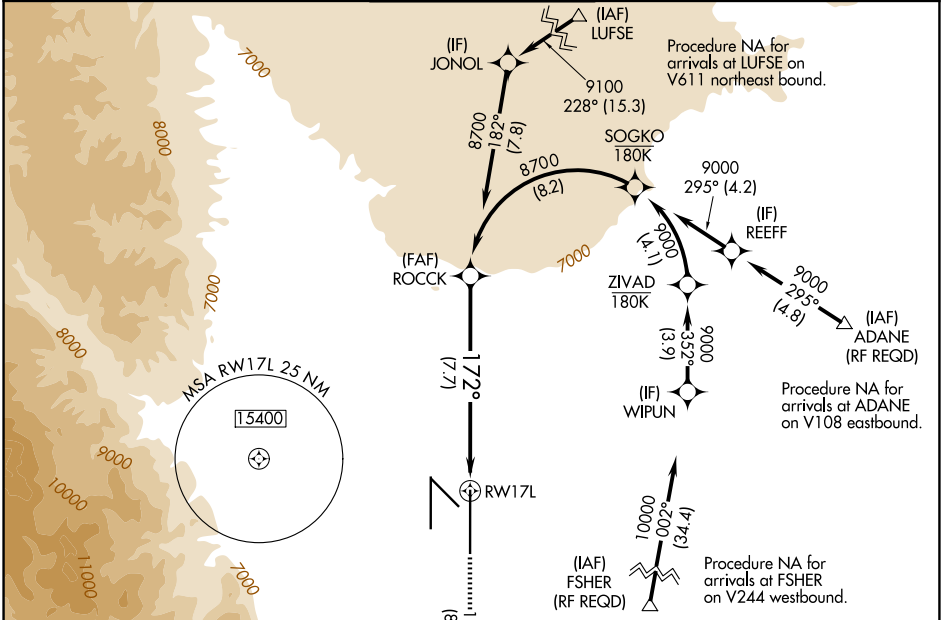 (IAF)
LUFSE
(IF)
JONOL
Procedure NA for
arrivals at LUFSE on
V611 northeast bound.
9100
228° (15.3)
7000
8000
8700
182°
(7.8)
SOGKO
180K
8700
(8.2)
9000
295° (4.2)
(IF)
REEFF
9000
(4.1)
7000
(FAF)
ROCCK
ZIVAD
180K
9000
295°
(4.8)
(IAF)
ADANE
(RF REQD)
7000
8000
9000
352°
(3.9)
172°
(7.7)
MSA RW17L 25 NM
15400
(IF)
WIPUN
Procedure NA for
arrivals at ADANE
on V108 eastbound.
9000
10000
11000
RW17L
10000
002°
(34.4)
7000
(IAF)
FSHER
(RF REQD)
Procedure NA for
arrivals at FSHER
on V244 westbound.